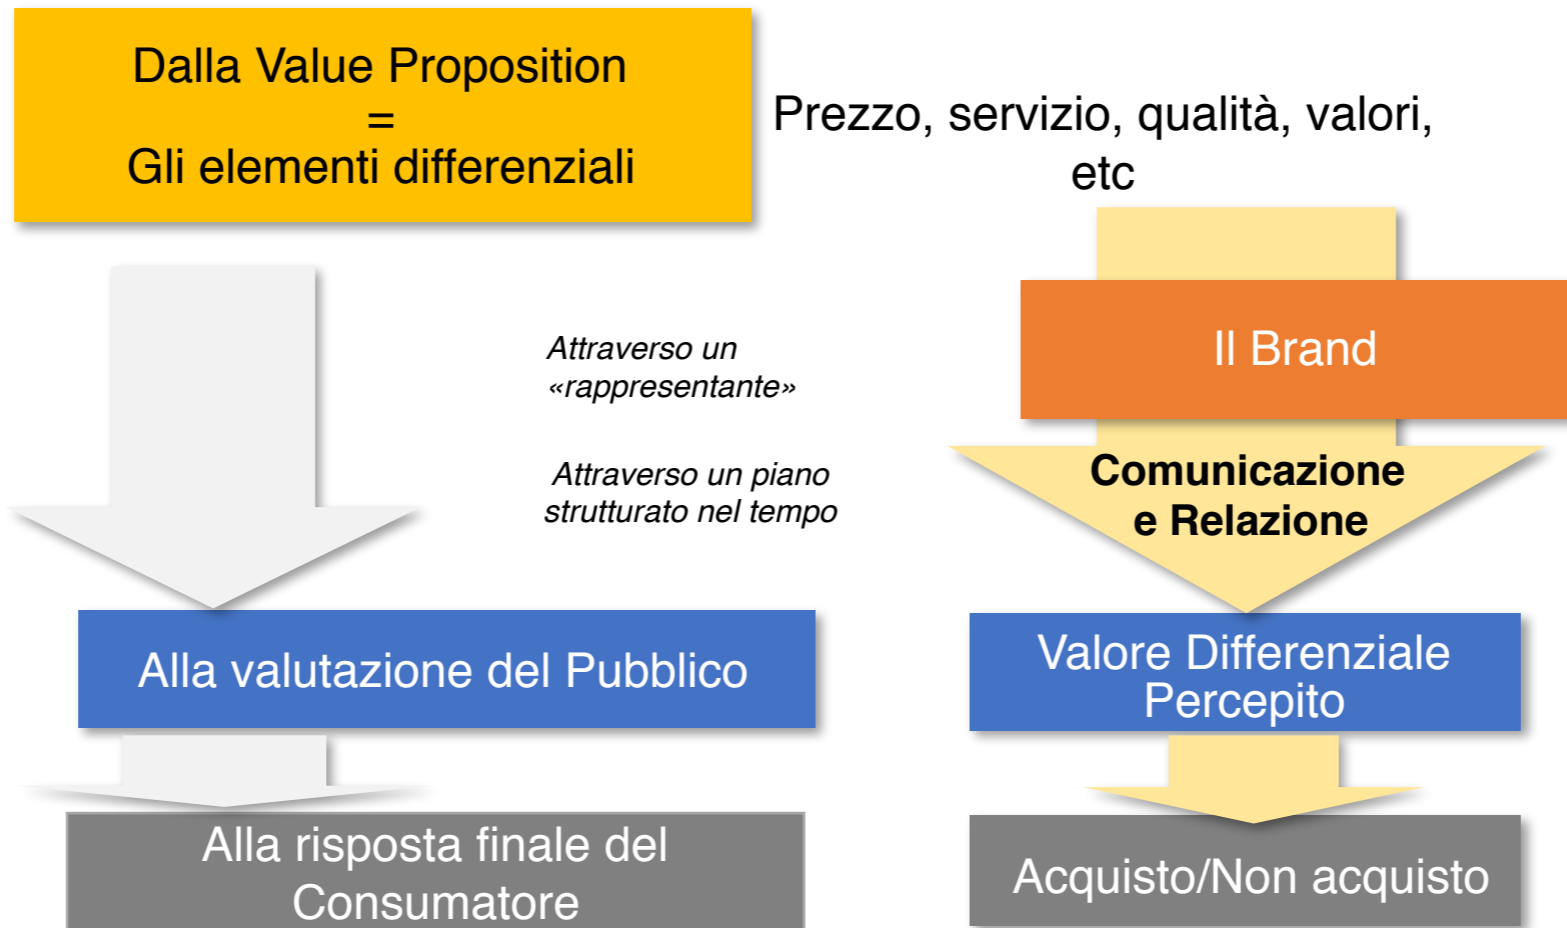 Dalla Value Proposition
=
Gli elementi differenziali
Prezzo, servizio, qualità, valori,
etc
Attraverso un
«rappresentante»
Il Brand
Attraverso un piano
strutturato nel tempo
Comunicazione
e Relazione
Alla valutazione del Pubblico
Valore Differenziale
Percepito
Alla risposta finale del
Consumatore
Acquisto/Non acquisto